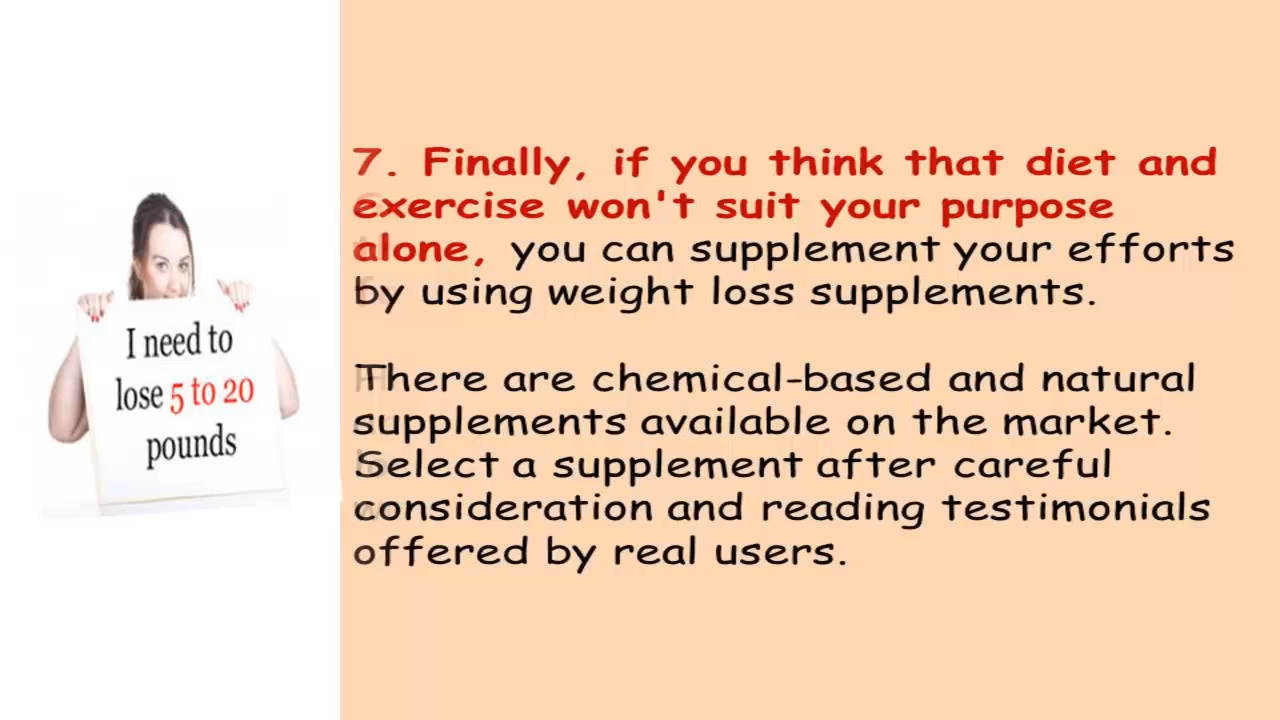 I need to
lose 5 to 20
pounds
7. Finally, if you think that diet and
exercise won't suit your purpose
alone, you can supplement your efforts
by using weight loss supplements.
There are chemical-based and natural
supplements available on the market.
Select a supplement after careful
consideration and reading testimonials
offered by real users.